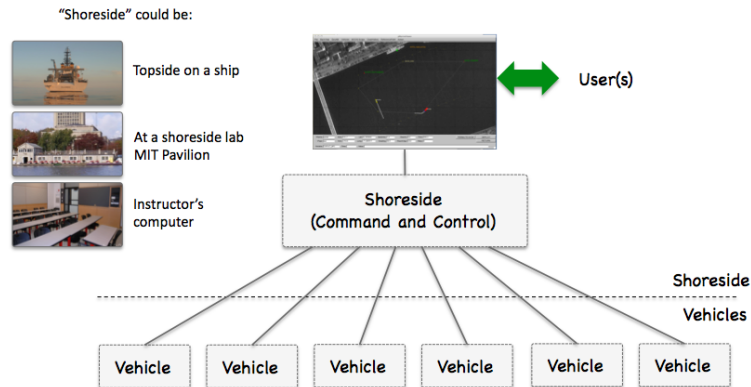 “Shoreside” could be:
Topside on a ship
At a shoreside lab
MIT Pavilion
Instructor’s
computer
User(s)
Shoreside
(Command and Control)
Shoreside
Vehicles
Vehicle
Vehicle
Vehicle
Vehicle
Vehicle
Vehicle